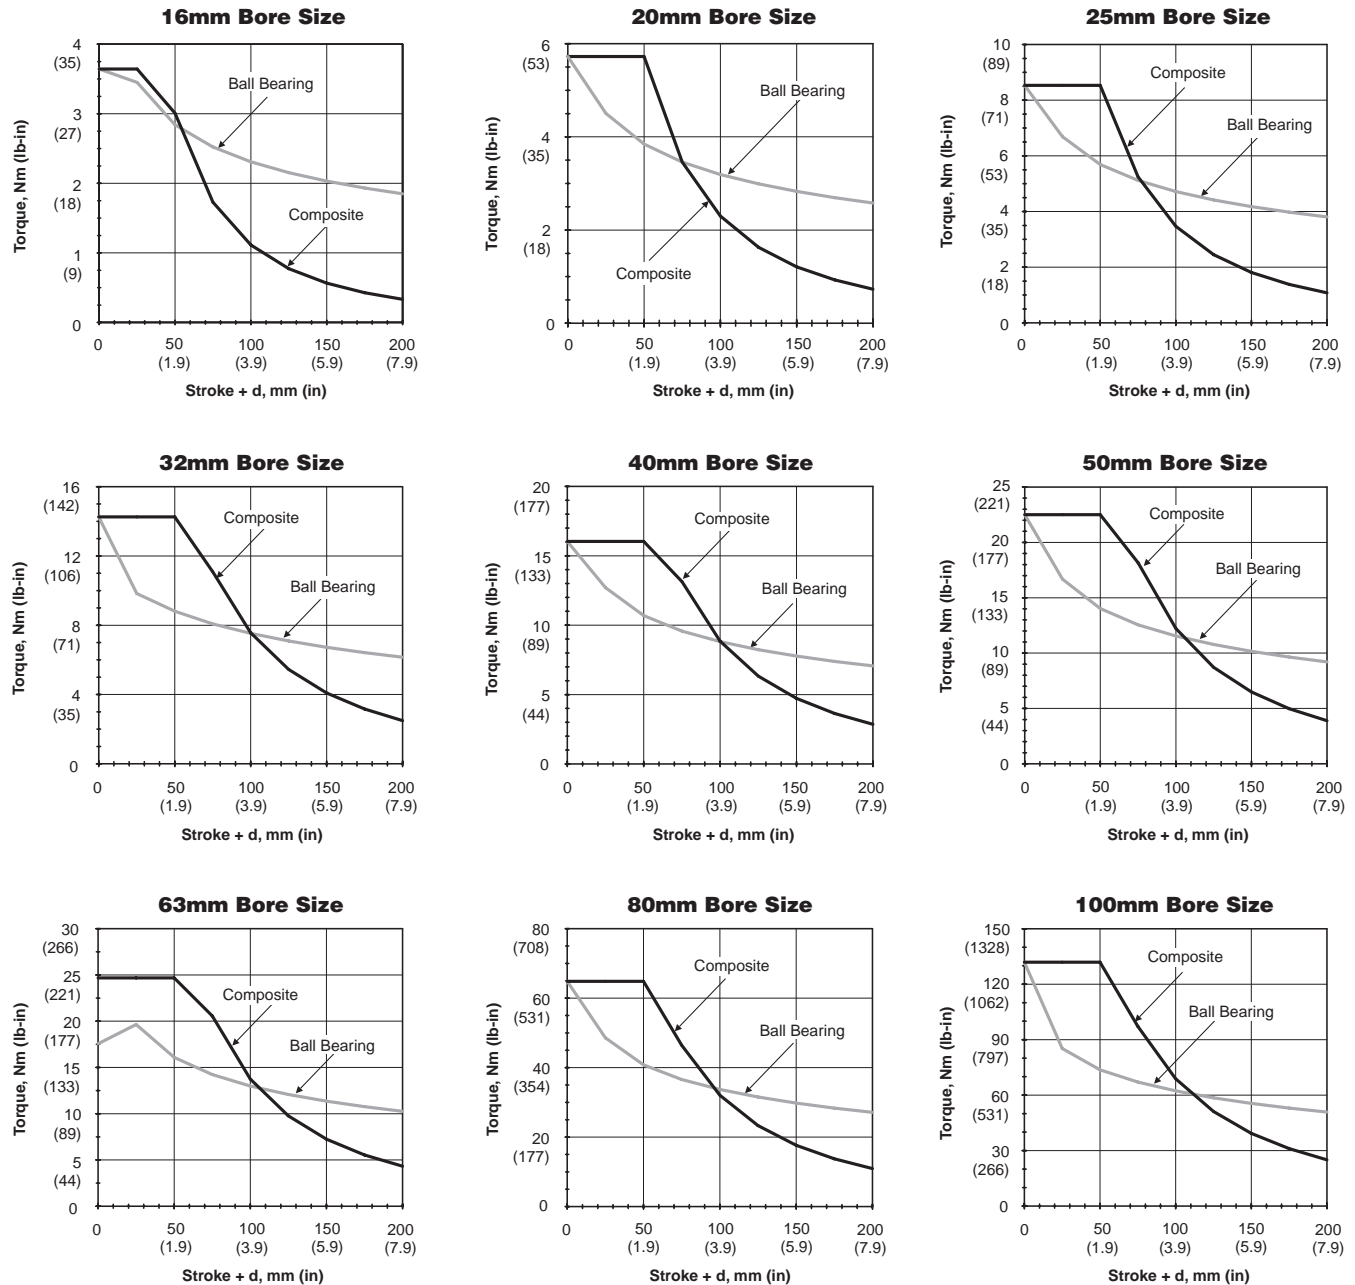 16mm Bore Size
Torque, Nm (lb-in)
4
(35)
3
(27)
2
(18)
1
(9)
0
Ball Bearing
Composite
0 50 100 150 200
(1.9) (3.9) (5.9) (7.9)
Stroke + d, mm (in)
20mm Bore Size
Torque, Nm (lb-in)
6
(53)
4
(35)
2
(18)
0
Ball Bearing
Composite
0 50 100 150 200
(1.9) (3.9) (5.9) (7.9)
Stroke + d, mm (in)
25mm Bore Size
Torque, Nm (lb-in)
10
(89)
8
(71)
6
(53)
4
(35)
2
(18)
0
Composite
Ball Bearing
0 50 100 150 200
(1.9) (3.9) (5.9) (7.9)
Stroke + d, mm (in)
32mm Bore Size
Torque, Nm (lb-in)
16
(142)
12
(106)
8
(71)
4
(35)
0
Composite
Ball Bearing
0 50 100 150 200
(1.9) (3.9) (5.9) (7.9)
Stroke + d, mm (in)
40mm Bore Size
Torque, Nm (lb-in)
20
(177)
15
(133)
10
(89)
5
(44)
0
Composite
Ball Bearing
0 50 100 150 200
(1.9) (3.9) (5.9) (7.9)
Stroke + d, mm (in)
50mm Bore Size
Torque, Nm (lb-in)
25
(221)
20
(177)
15
(133)
10
(89)
5
(44)
0
Composite
Ball Bearing
0 50 100 150 200
(1.9) (3.9) (5.9) (7.9)
Stroke + d, mm (in)
63mm Bore Size
Torque, Nm (lb-in)
30
(266)
25
(221)
20
(177)
15
(133)
10
(89)
5
(44)
0
Composite
Ball Bearing
0 50 100 150 200
(1.9) (3.9) (5.9) (7.9)
Stroke + d, mm (in)
80mm Bore Size
Torque, Nm (lb-in)
80
(708)
60
(531)
40
(354)
20
(177)
0
Composite
Ball Bearing
0 50 100 150 200
(1.9) (3.9) (5.9) (7.9)
Stroke + d, mm (in)
100mm Bore Size
Torque, Nm (lb-in)
150
(1328)
120
(1062)
90
(797)
60
(531)
30
(266)
0
Composite
Ball Bearing
0 50 100 150 200
(1.9) (3.9) (5.9) (7.9)
Stroke + d, mm (in)